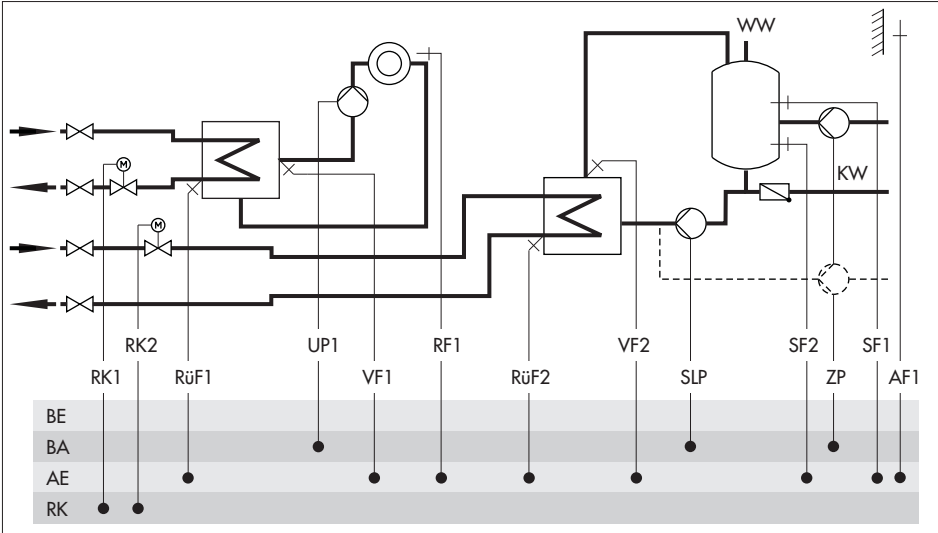 WW
M
KW
M
RK2 UP1 RF1 VF2 SF2 SF1
RK1 RüF1 VF1 RüF2 SLP ZP AF1
BE
BA
AE
RK